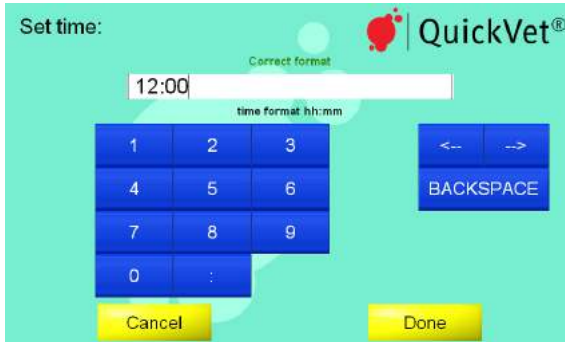 Set time:
QuickVet®
Correct format
12:00
time format hh:mm
1 2 3
<-- -->
4 5 6
BACKSPACE
7 8 9
0 :
Cancel
Done